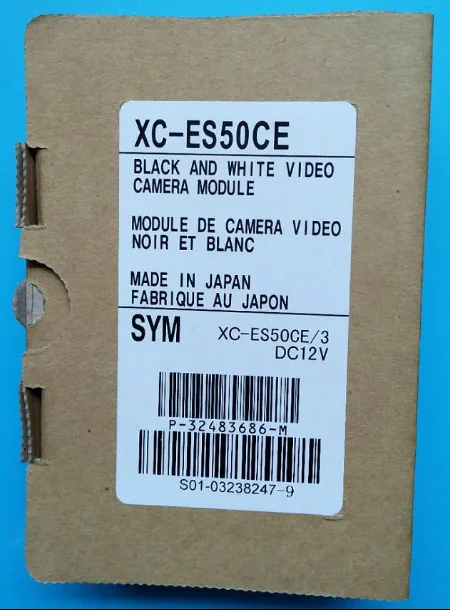 XC-ES50CE
BLACK AND WHITE VIDEO
CAMERA MODULE
MODULE DE CAMERA VIDEO
NOIR ET BLANC
MADE IN JAPAN
FABRIQUE AU JAPON
SYM XC-ES50CE/3
DC12V
P-32483686-M
S01-03238247-9